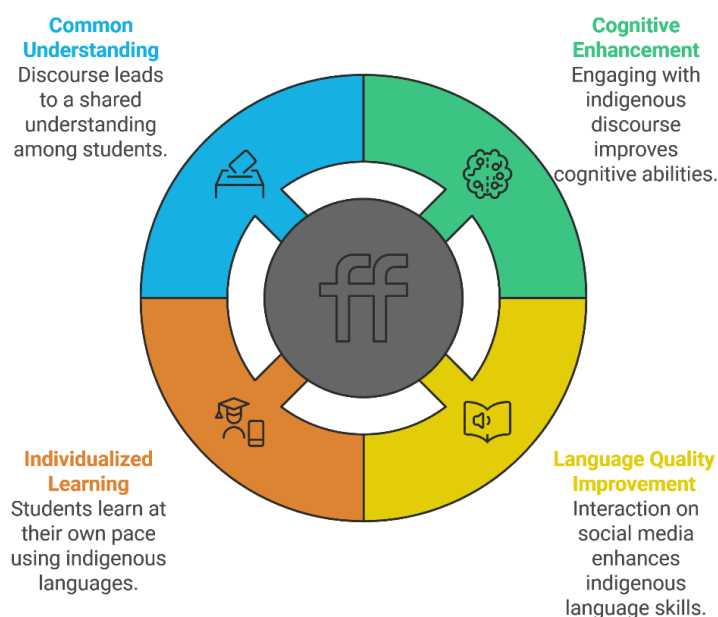 Common
Understanding
Discourse leads
to a shared
understanding
among students.
Cognitive
Enhancement
Engaging with
indigenous
discourse
improves
cognitive abilities.
ff
Individualized
Learning
Students learn at
their own pace
using indigenous
languages.
Language Quality
Improvement
Interaction on
social media
enhances
indigenous
language skills.